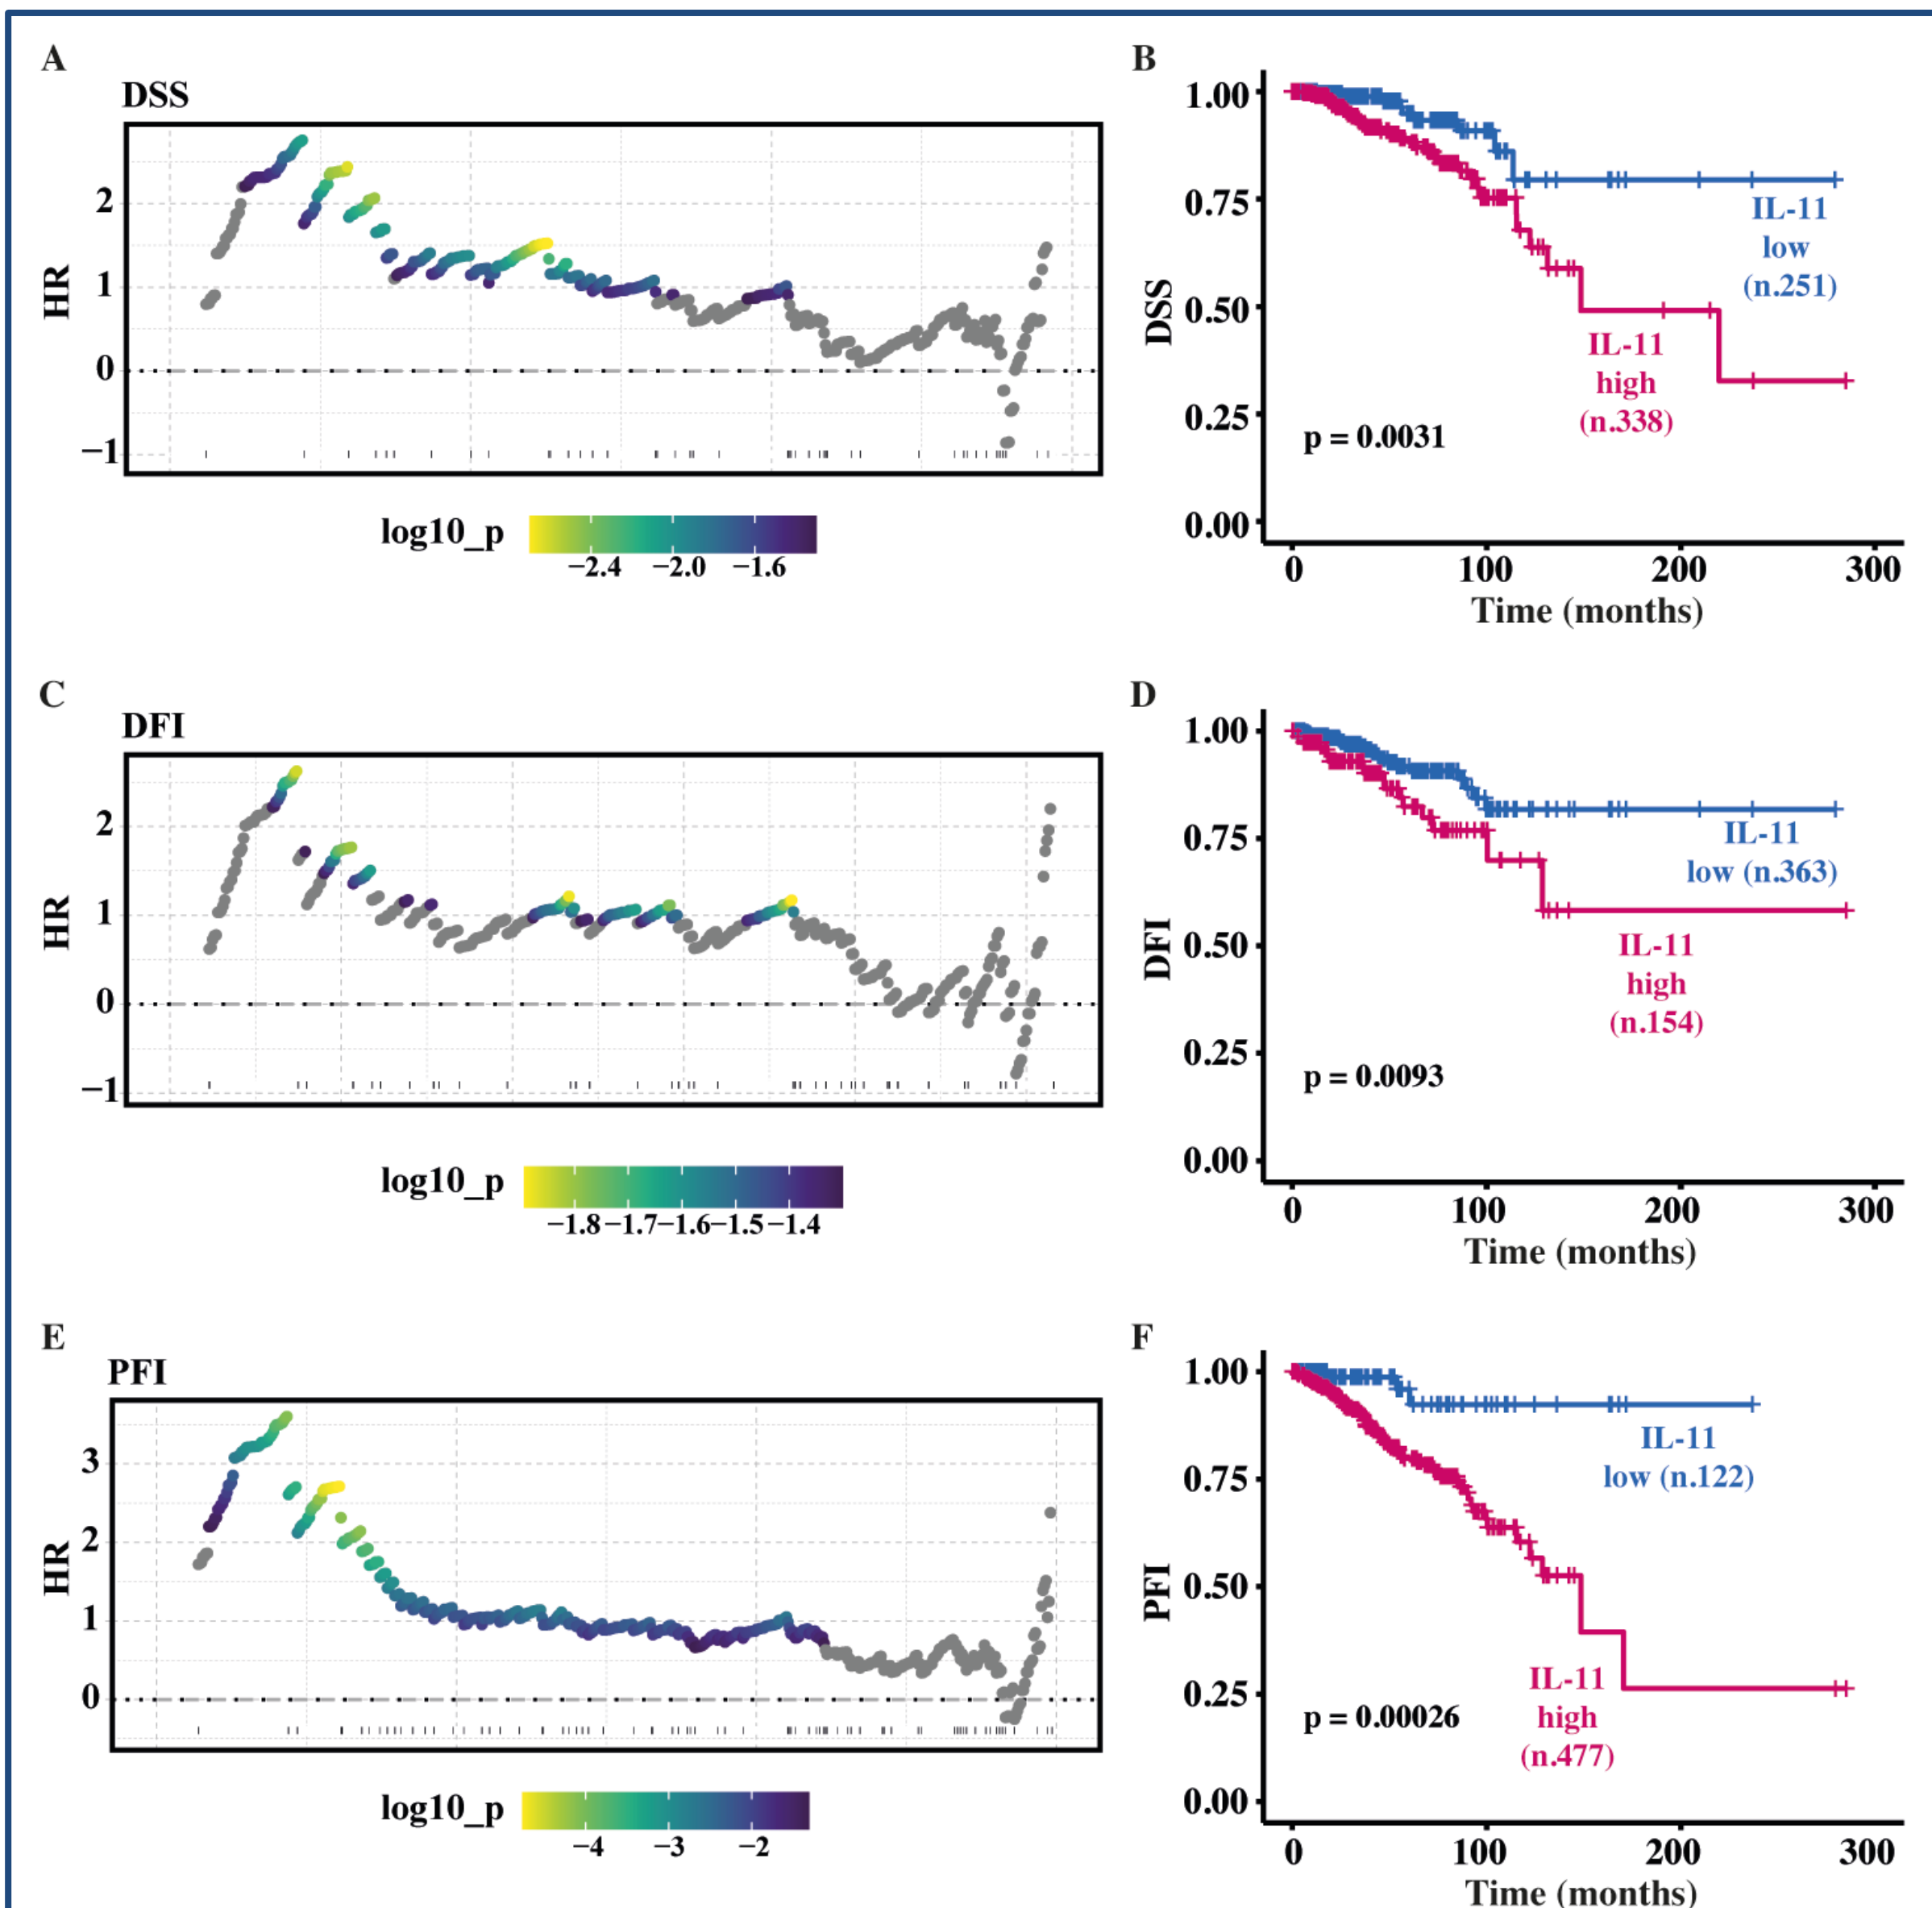 A
DSS
HR
2
1
0
−1
log10_p
−2.4 −2.0 −1.6
B
DSS
1.00
0.75
0.50
0.25
0.00
IL-11
low
(n.251)
IL-11
high
(n.338)
p = 0.0031
0 100 200 300
Time (months)
C
DFI
HR
2
1
0
−1
log10_p
−1.8 −1.7 −1.6 −1.5 −1.4
D
DFI
1.00
0.75
0.50
0.25
0.00
IL-11
low (n.363)
IL-11
high
(n.154)
p = 0.0093
0 100 200 300
Time (months)
E
PFI
HR
3
2
1
0
log10_p
−4 −3 −2
F
PFI
1.00
0.75
0.50
0.25
0.00
IL-11
low (n.122)
IL-11
high
(n.477)
p = 0.00026
0 100 200 300
Time (months)